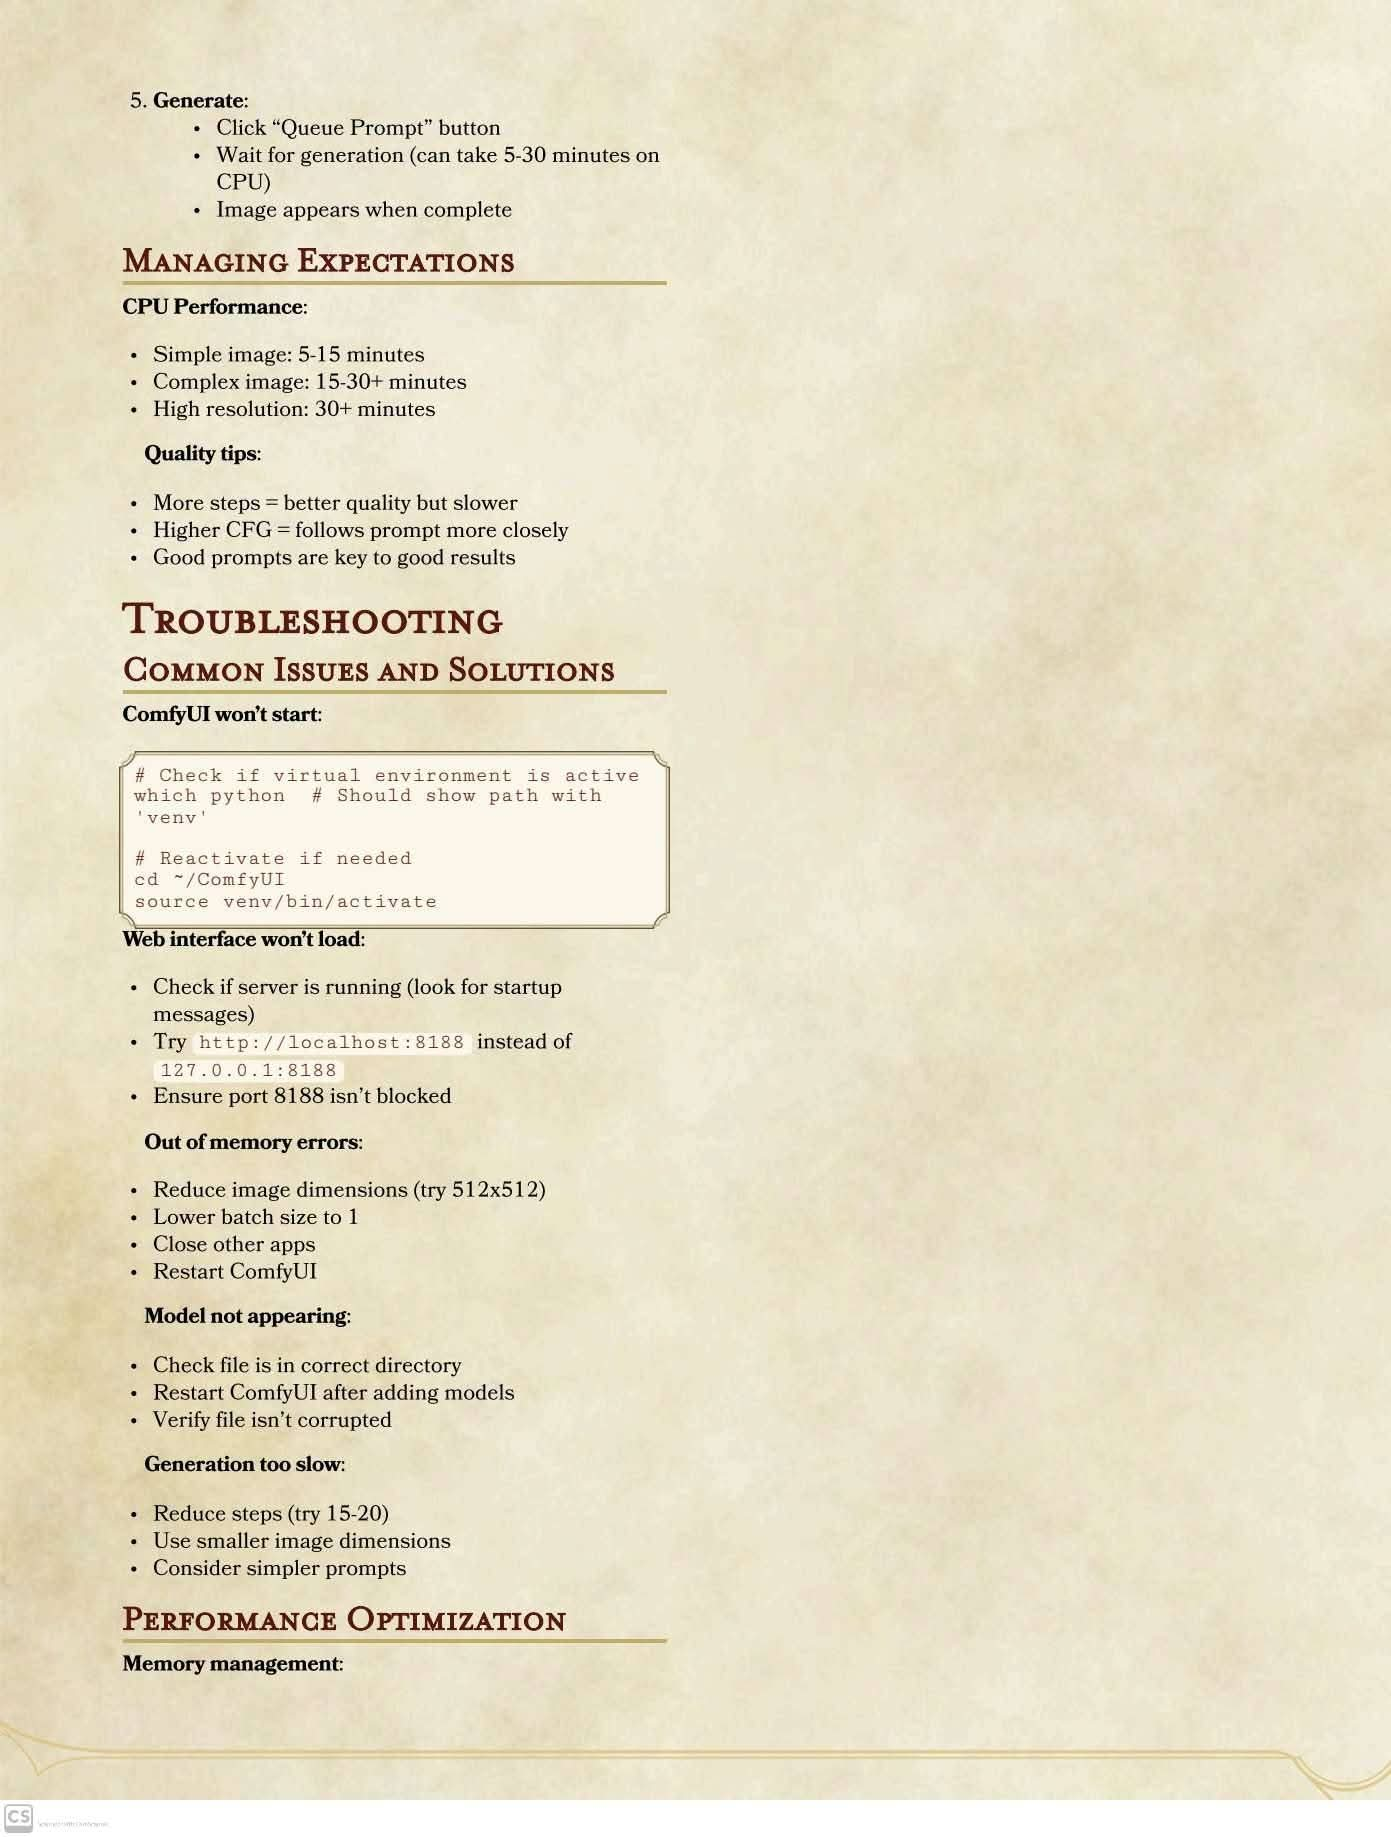 5. Generate:
• Click “Queue Prompt” button
• Wait for generation (can take 5-30 minutes on
CPU)
• Image appears when complete
Managing Expectations
CPU Performance:
• Simple image: 5-15 minutes
• Complex image: 15-30+ minutes
• High resolution: 30+ minutes
Quality tips:
• More steps = better quality but slower
• Higher CFG = follows prompt more closely
• Good prompts are key to good results
Troubleshooting
Common Issues and Solutions
ComfyUI won’t start:
# Check if virtual environment is active
which python  # Should show path with
'venv'
# Reactivate if needed
cd ~/ComfyUI
source venv/bin/activate
Web interface won’t load:
• Check if server is running (look for startup
messages)
• Try http://localhost:8188 instead of
127.0.0.1:8188
• Ensure port 8188 isn’t blocked
Out of memory errors:
• Reduce image dimensions (try 512x512)
• Lower batch size to 1
• Close other apps
• Restart ComfyUI
Model not appearing:
• Check file is in correct directory
• Restart ComfyUI after adding models
• Verify file isn’t corrupted
Generation too slow:
• Reduce steps (try 15-20)
• Use smaller image dimensions
• Consider simpler prompts
Performance Optimization
Memory management:
CS